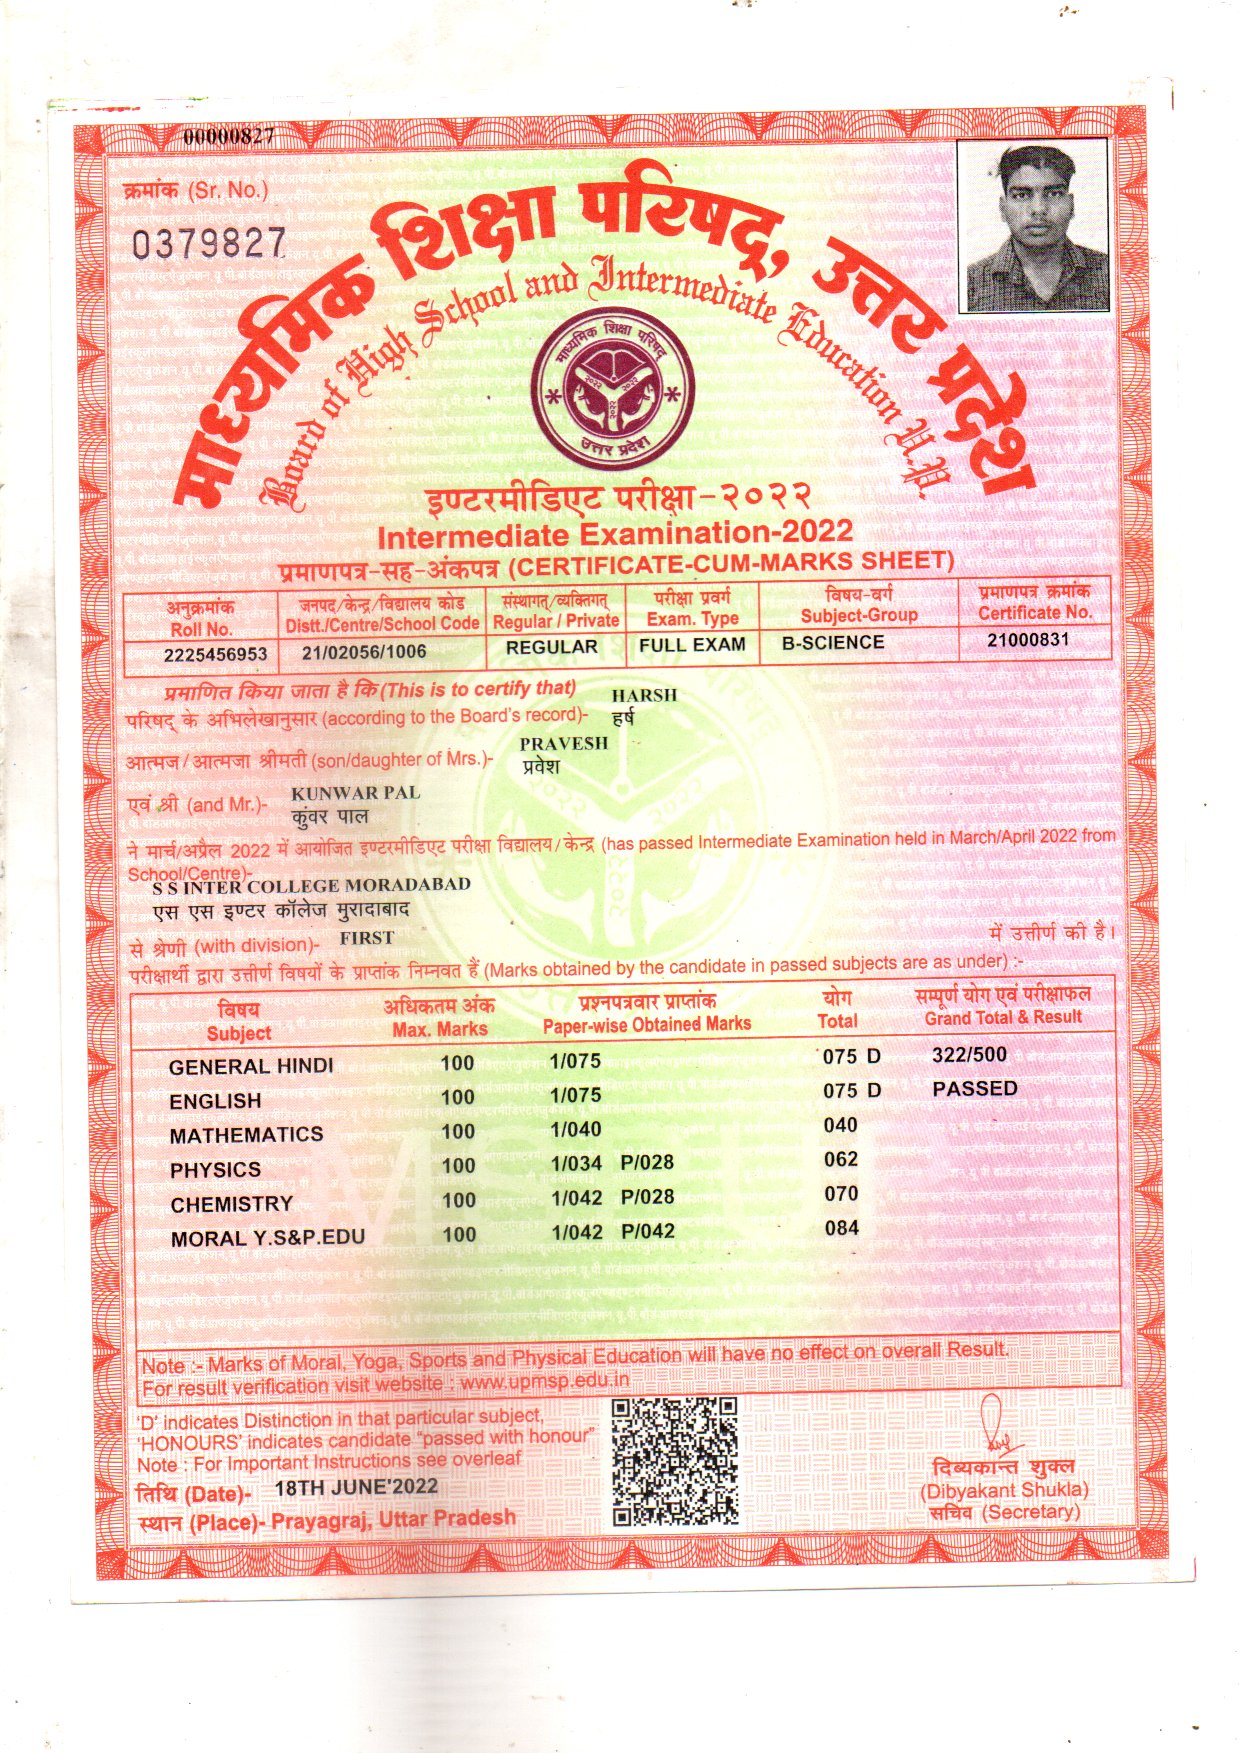 00000827
क्रमांक (Sr. No.)
0379827
माध्यमिक शिक्षा परिषद्, उत्तर प्रदेश
Board of High School and Intermediate Education U.P.
माध्यमिक शिक्षा परिषद्
२०२२ २०२२
२०२२
उत्तर प्रदेश
इण्टरमीडिएट परीक्षा-२०२२
Intermediate Examination-2022
प्रमाणपत्र-सह-अंकपत्र (CERTIFICATE-CUM-MARKS SHEET)
अनुक्रमांक जनपद/केन्द्र/विद्यालय कोड संस्थागत्/व्यक्तिगत् परीक्षा प्रवर्ग विषय-वर्ग प्रमाणपत्र क्रमांक
Roll No. Distt./Centre/School Code Regular / Private Exam. Type Subject-Group Certificate No.
2225456953 21/02056/1006 REGULAR FULL EXAM B-SCIENCE 21000831
प्रमाणित किया जाता है कि (This is to certify that) HARSH
परिषद् के अभिलेखानुसार (according to the Board's record)- हर्ष
PRAVESH
आत्मज/आत्मजा श्रीमती (son/daughter of Mrs.)- प्रवेश
KUNWAR PAL
एवं श्री (and Mr.)- कुंवर पाल
ने मार्च/अप्रैल 2022 में आयोजित इण्टरमीडिएट परीक्षा विद्यालय/केन्द्र (has passed Intermediate Examination held in March/April 2022 from
School/Centre)-
S S INTER COLLEGE MORADABAD
एस एस इण्टर कॉलेज मुरादाबाद
से श्रेणी (with division)- FIRST में उत्तीर्ण की है।
परीक्षार्थी द्वारा उत्तीर्ण विषयों के प्राप्तांक निम्नवत हैं (Marks obtained by the candidate in passed subjects are as under) :-
विषय अधिकतम अंक प्रश्नपत्रवार प्राप्तांक योग सम्पूर्ण योग एवं परीक्षाफल
Subject Max. Marks Paper-wise Obtained Marks Total Grand Total & Result
GENERAL HINDI 100 1/075 075 D 322/500
ENGLISH 100 1/075 075 D PASSED
MATHEMATICS 100 1/040 040
PHYSICS 100 1/034 P/028 062
CHEMISTRY 100 1/042 P/028 070
MORAL Y.S&P.EDU 100 1/042 P/042 084
Note :- Marks of Moral, Yoga, Sports and Physical Education will have no effect on overall Result.
For result verification visit website : www.upmsp.edu.in
'D' indicates Distinction in that particular subject,
'HONOURS' indicates candidate "passed with honour"
Note : For Important Instructions see overleaf
तिथि (Date)- 18TH JUNE'2022
स्थान (Place)- Prayagraj, Uttar Pradesh
दिव्यकान्त शुक्ल
(Dibyakant Shukla)
सचिव (Secretary)